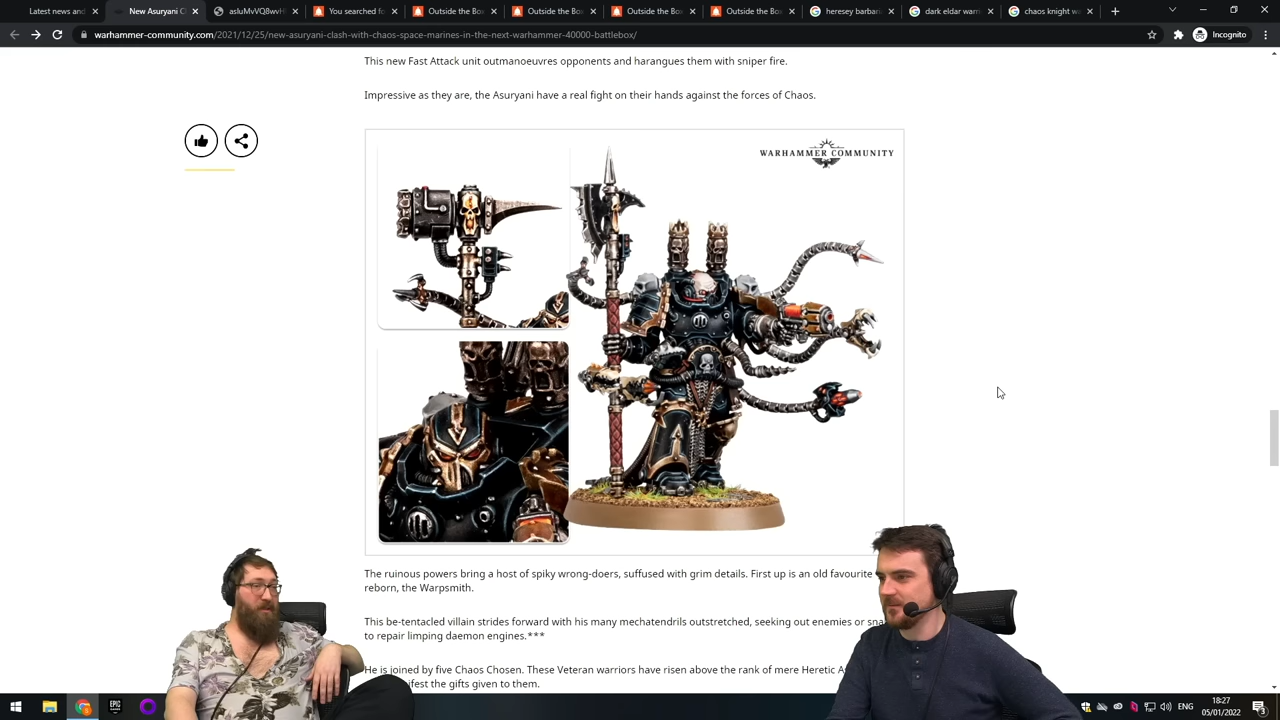 Latest news and
New Asuryani Cl
asIuMvVQ8wvH
You searched fo
Outside the Bo
Outside the Bo
Outside the Bo
Outside the Bo
heresey barbar
dark eldar warh
chaos knight wa
warhammer-community.com/2021/12/25/new-asuryani-clash-with-chaos-space-marines-in-the-next-warhammer-40000-battlebox/
Incognito
This new Fast Attack unit outmanoeuvres opponents and harangues them with sniper fire.
Impressive as they are, the Asuryani have a real fight on their hands against the forces of Chaos.
WARHAMMER COMMUNITY
The ruinous powers bring a host of spiky wrong-doers, suffused with grim details. First up is an old favourite
reborn, the Warpsmith.
This be-tentacled villain strides forward with his many mechatendrils outstretched, seeking out enemies or
to repair limping daemon engines.***
He is joined by five Chaos Chosen. These Veteran warriors have risen above the rank of mere Heretic
the gifts given to them.
EPIC
GAMES
ENG
18:27
05/01/2022